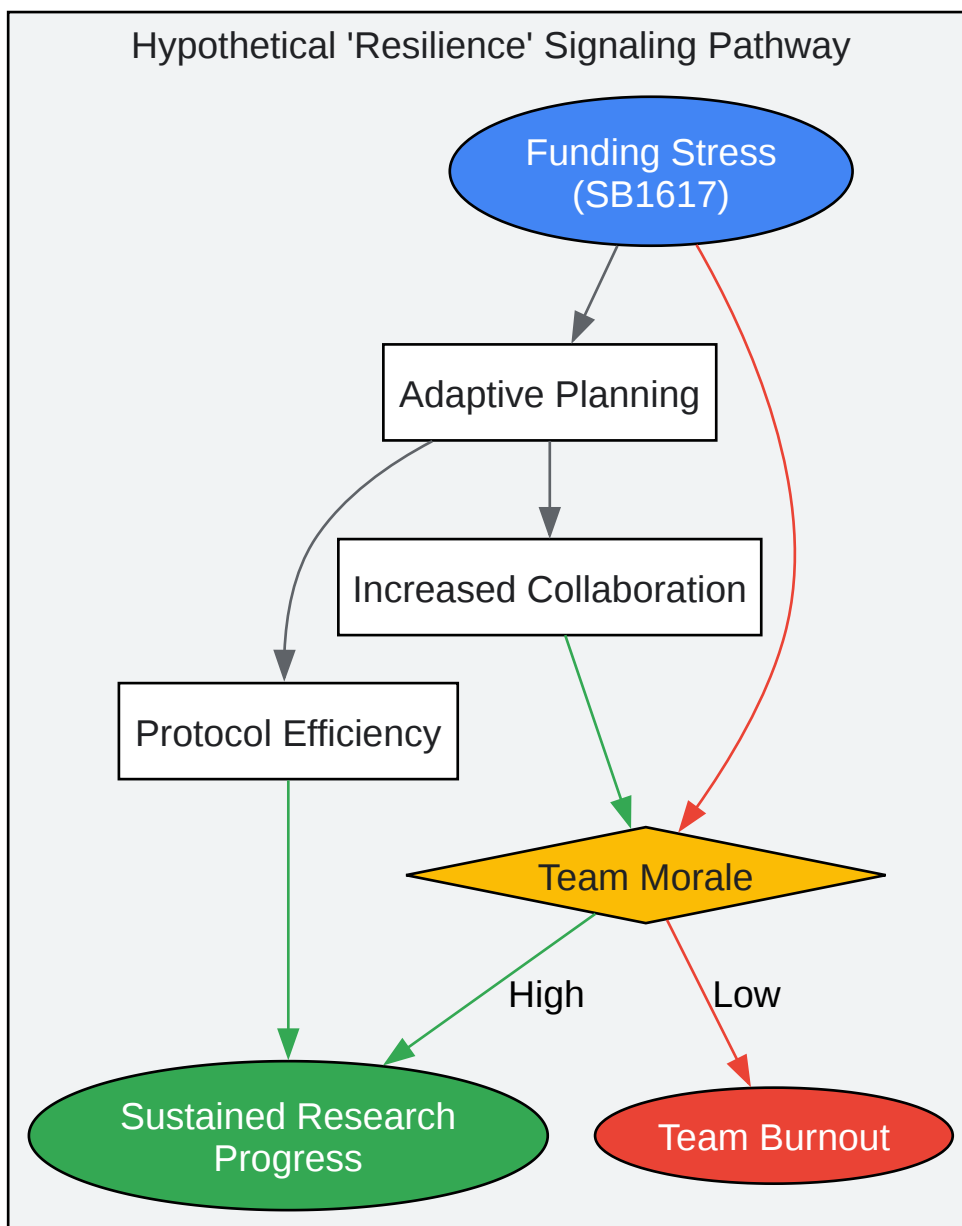 Hypothetical 'Resilience' Signaling Pathway
Funding Stress
(SB1617)
Adaptive Planning
Increased Collaboration
Protocol Efficiency
Team Morale
High
Low
Sustained Research
Progress
Team Burnout